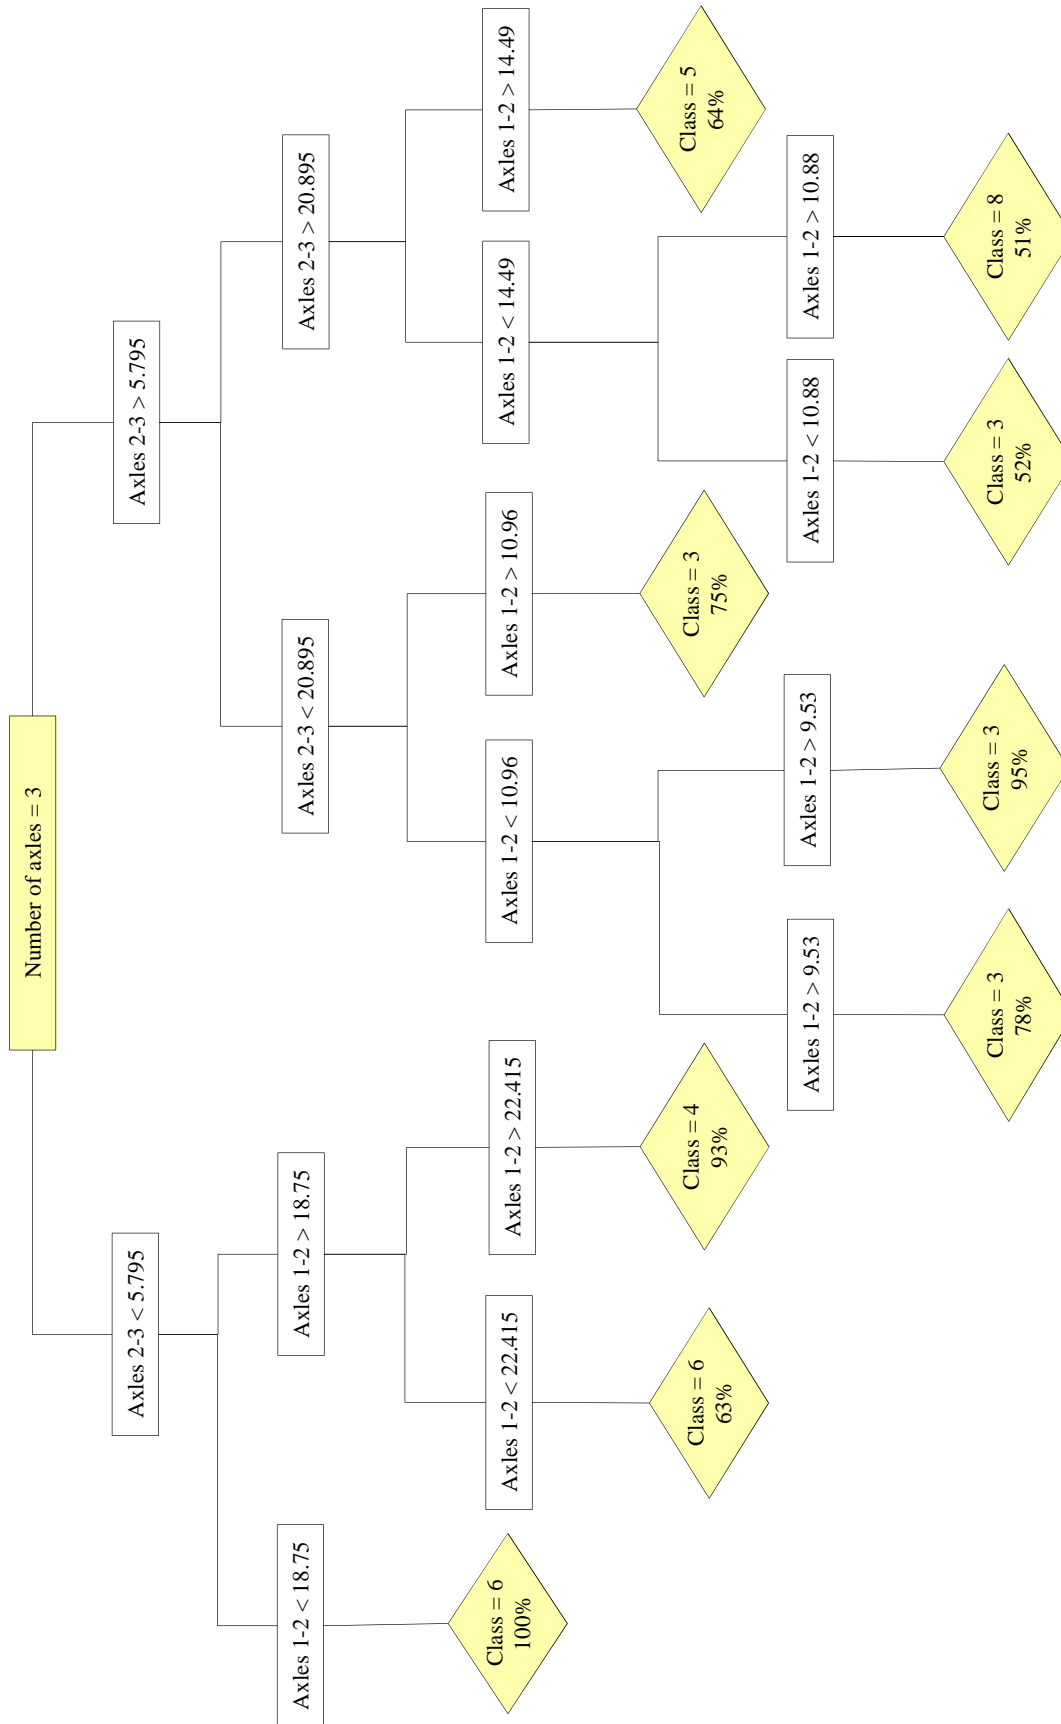 Number of axles = 3
Axles 2-3 < 5.795
Axles 2-3 > 5.795
Axles 1-2 < 18.75
Axles 1-2 > 18.75
Axles 2-3 < 20.895
Axles 2-3 > 20.895
Class = 6
100%
Axles 1-2 < 22.415
Axles 1-2 > 22.415
Axles 1-2 < 10.96
Axles 1-2 > 10.96
Axles 1-2 < 14.49
Axles 1-2 > 14.49
Class = 6
63%
Class = 4
93%
Class = 3
75%
Class = 5
64%
Axles 1-2 > 9.53
Axles 1-2 > 9.53
Axles 1-2 < 10.88
Axles 1-2 > 10.88
Class = 3
78%
Class = 3
95%
Class = 3
52%
Class = 8
51%